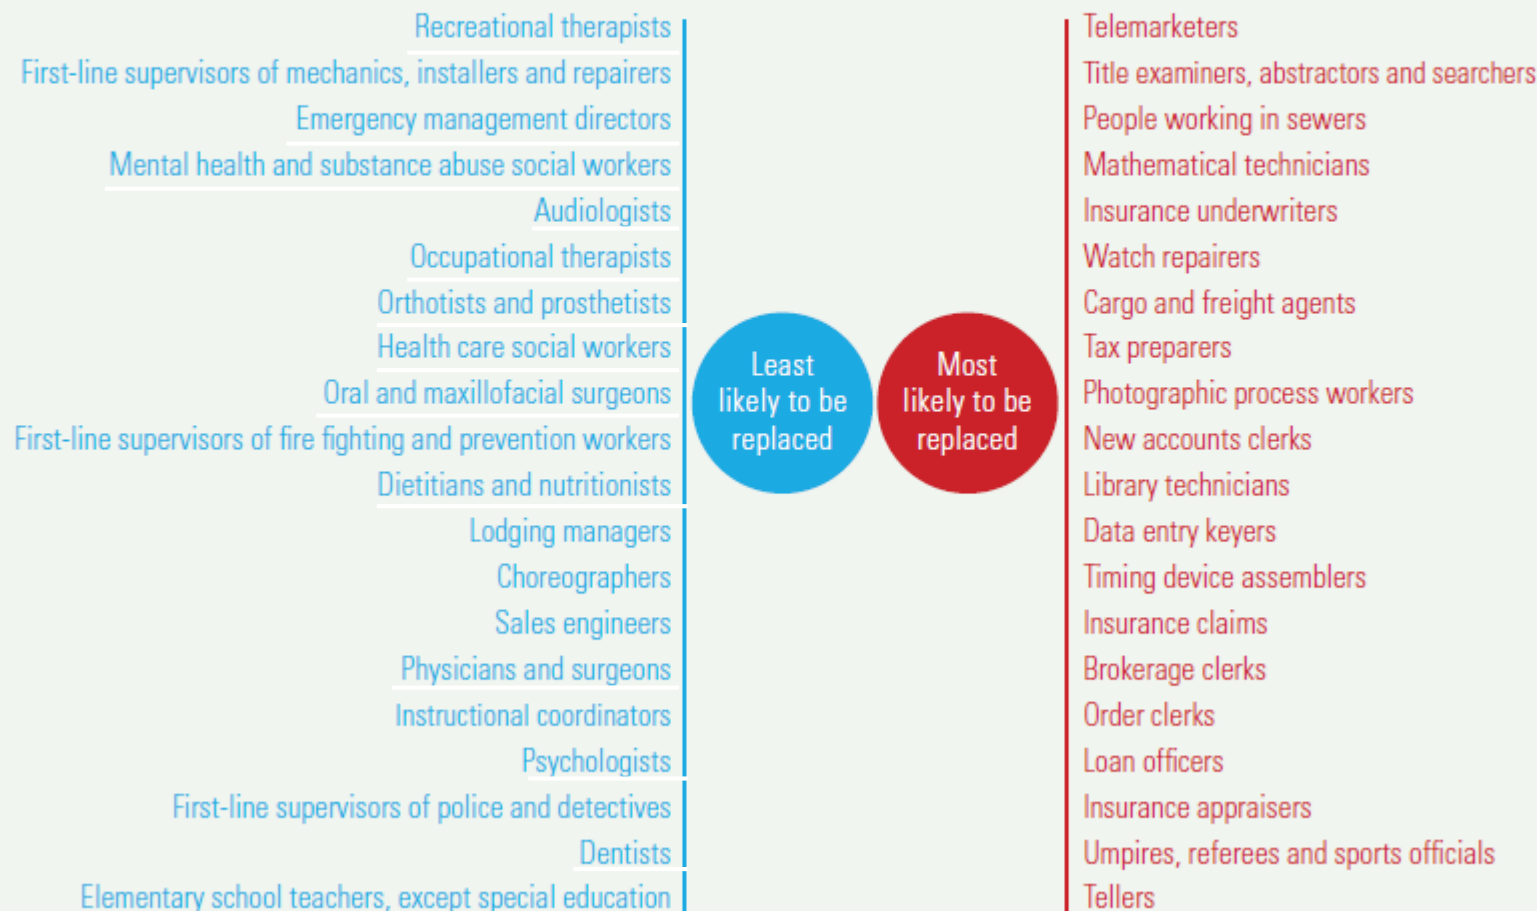 Recreational therapists
First-line supervisors of mechanics, installers and repairers
Emergency management directors
Mental health and substance abuse social workers
Audiologists
Occupational therapists
Orthotists and prosthetists
Health care social workers
Oral and maxillofacial surgeons
First-line supervisors of fire fighting and prevention workers
Dietitians and nutritionists
Lodging managers
Choreographers
Sales engineers
Physicians and surgeons
Instructional coordinators
Psychologists
First-line supervisors of police and detectives
Dentists
Elementary school teachers, except special education
Least
likely to be
replaced
Most
likely to be
replaced
Telemarketers
Title examiners, abstractors and searchers
People working in sewers
Mathematical technicians
Insurance underwriters
Watch repairers
Cargo and freight agents
Tax preparers
Photographic process workers
New accounts clerks
Library technicians
Data entry keyers
Timing device assemblers
Insurance claims
Brokerage clerks
Order clerks
Loan officers
Insurance appraisers
Umpires, referees and sports officials
Tellers